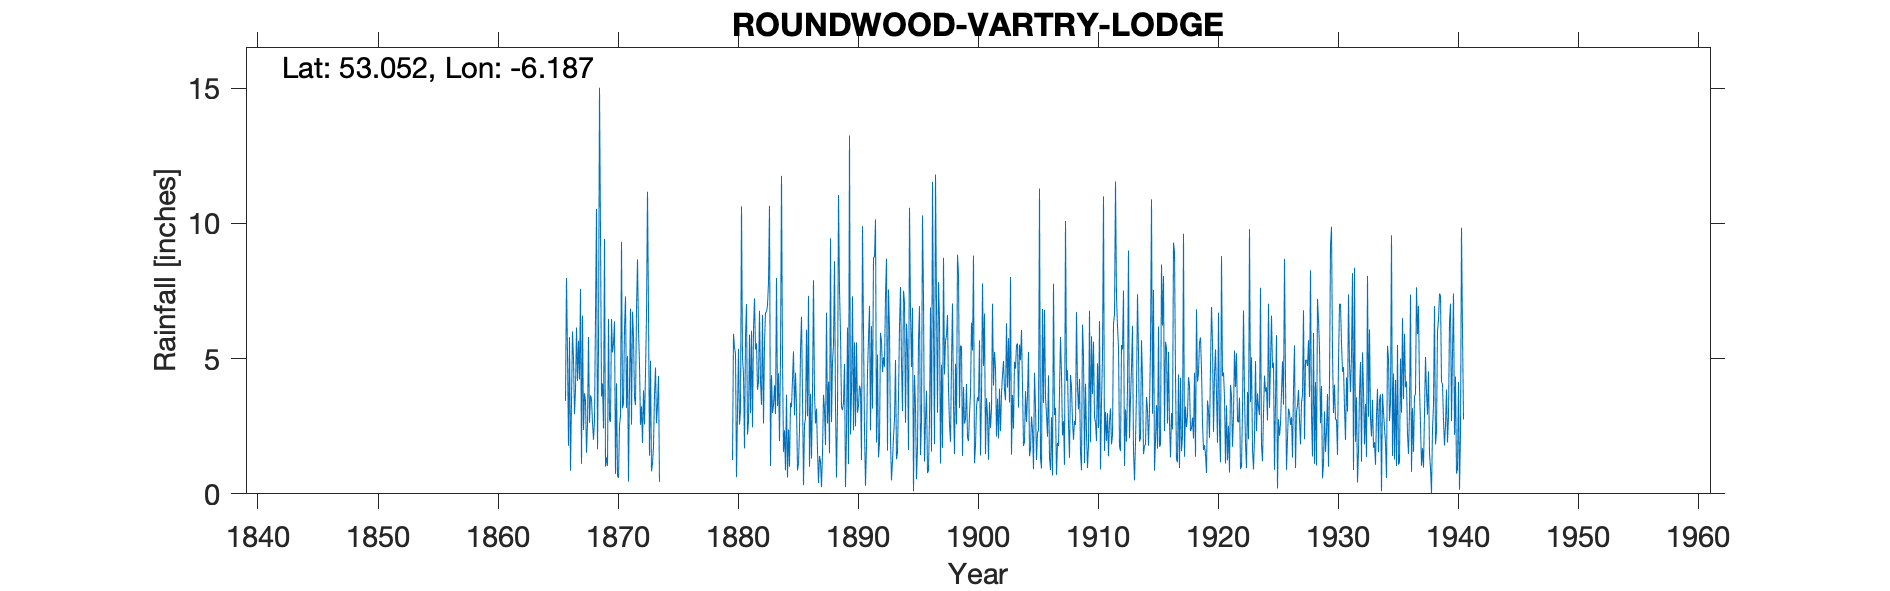 ROUNDWOOD-VARTRY-LODGE
Lat: 53.052, Lon: -6.187
15
10
5
0
Rainfall [inches]
1840 1850 1860 1870 1880 1890 1900 1910 1920 1930 1940 1950 1960
Year